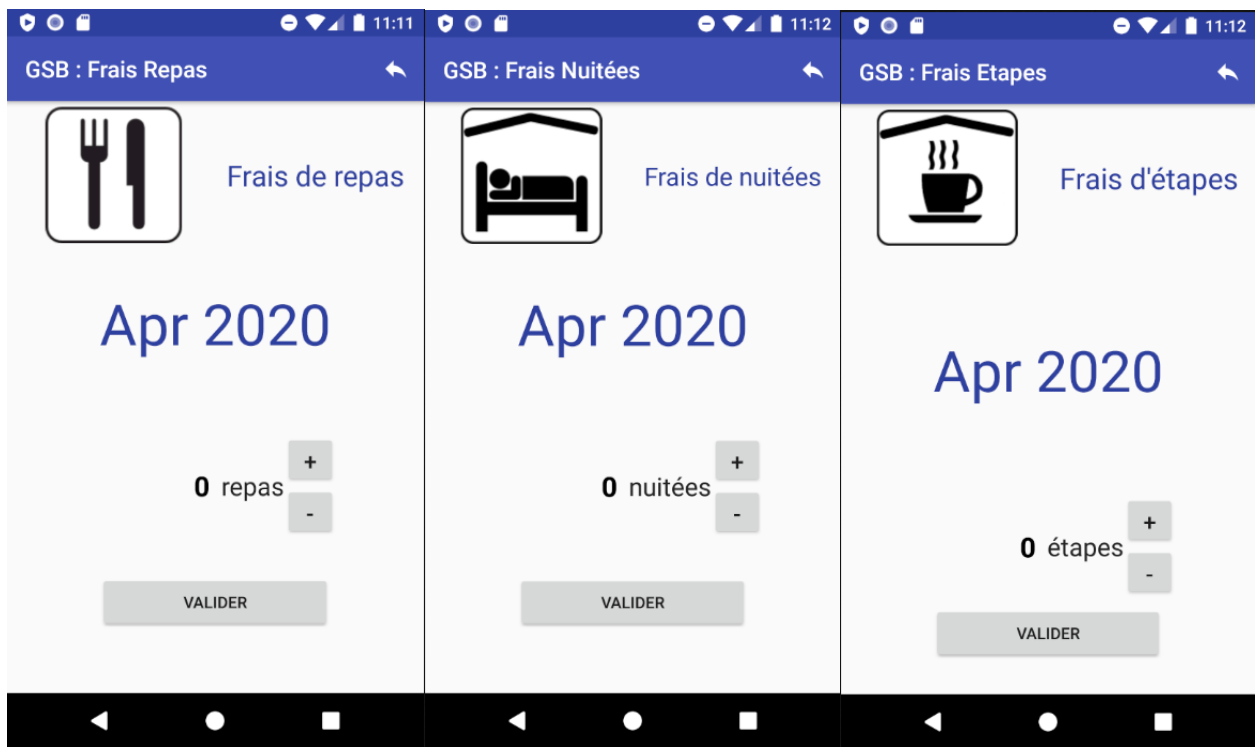 11:11
GSB : Frais Repas
Frais de repas
Apr 2020
+
0 repas
-
VALIDER
11:12
GSB : Frais Nuitées
Frais de nuitées
Apr 2020
+
0 nuitées
-
VALIDER
11:12
GSB : Frais Etapes
Frais d'étapes
Apr 2020
+
0 étapes
-
VALIDER